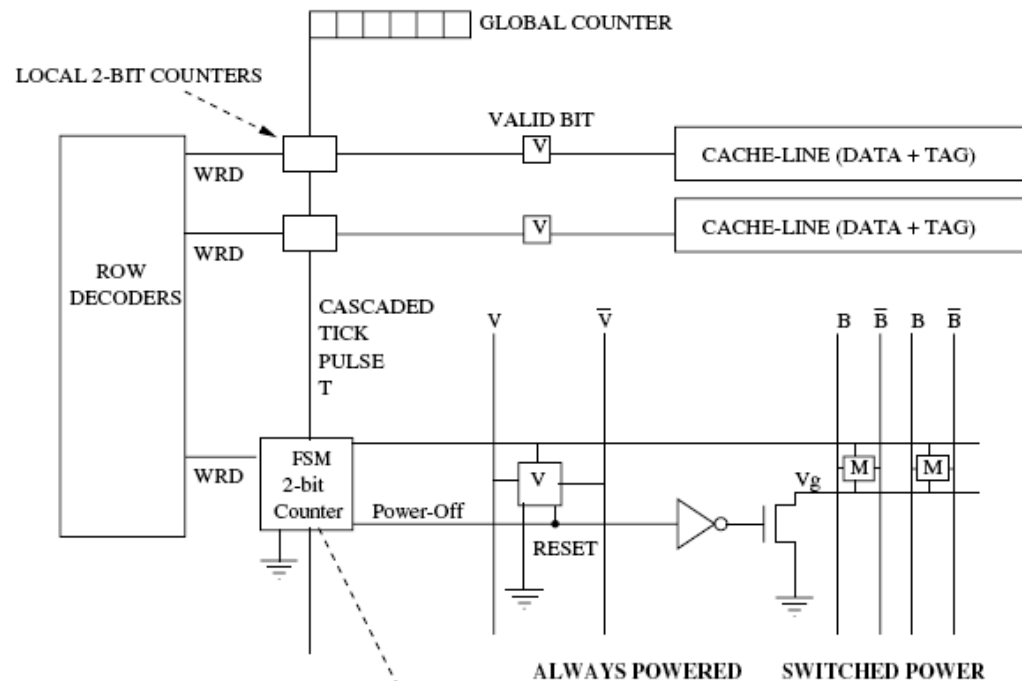 GLOBAL COUNTER
LOCAL 2-BIT COUNTERS
VALID BIT
WRD
V
CACHE-LINE (DATA + TAG)
WRD
V
CACHE-LINE (DATA + TAG)
ROW
DECODERS
CASCADED
TICK
PULSE
T
V
V̅
B
B̅
B
B̅
WRD
FSM
2-bit
Counter
Power-Off
V
RESET
Vg
M
M
ALWAYS POWERED
SWITCHED POWER